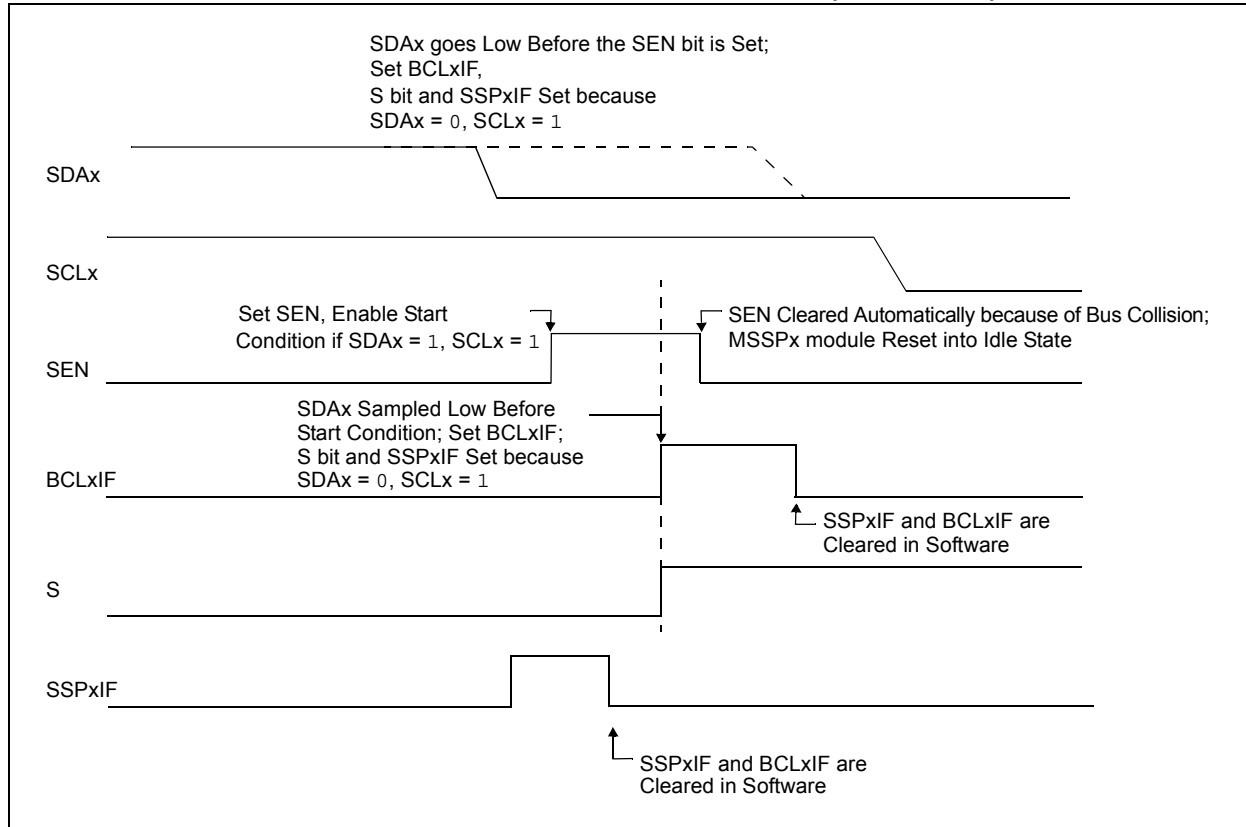 SDAx goes Low Before the SEN bit is Set;
Set BCLxIF,
S bit and SSPxIF Set because
SDAx = 0, SCLx = 1
SDAx
SCLx
Set SEN, Enable Start
Condition if SDAx = 1, SCLx = 1
SEN Cleared Automatically because of Bus Collision;
MSSPx module Reset into Idle State
SEN
SDAx Sampled Low Before
Start Condition; Set BCLxIF;
S bit and SSPxIF Set because
SDAx = 0, SCLx = 1
BCLxIF
SSPxIF and BCLxIF are
Cleared in Software
S
SSPxIF
SSPxIF and BCLxIF are
Cleared in Software